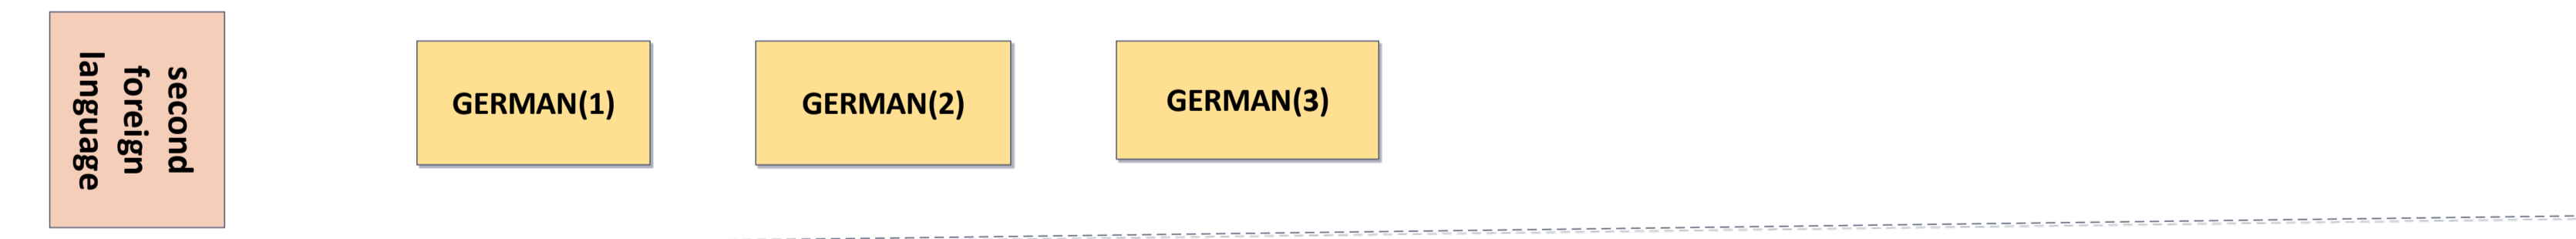 second
foreign
language
GERMAN(1)
GERMAN(2)
GERMAN(3)